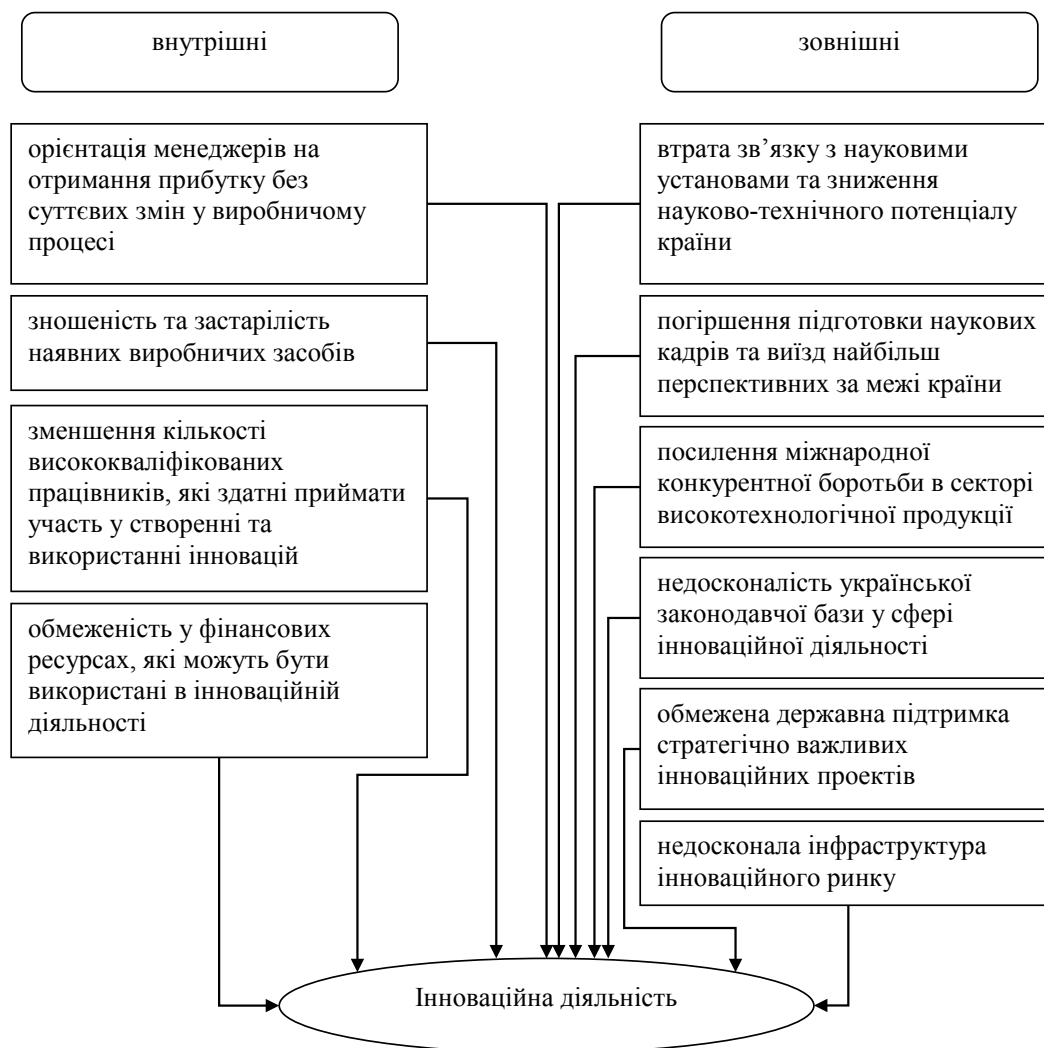 внутрішні
орієнтація менеджерів на
отримання прибутку без
суттєвих змін у виробничому
процесі
зношеність та застарілість
наявних виробничих засобів
зменшення кількості
висококваліфікованих
працівників, які здатні приймати
участь у створенні та
використанні інновацій
обмеженість у фінансових
ресурсах, які можуть бути
використані в інноваційній
діяльності
зовнішні
втрата зв’язку з науковими
установами та зниження
науково-технічного потенціалу
країни
погіршення підготовки наукових
кадрів та виїзд найбільш
перспективних за межі країни
посилення міжнародної
конкурентної боротьби в секторі
високотехнологічної продукції
недосконалість української
законодавчої бази у сфері
інноваційної діяльності
обмежена державна підтримка
стратегічно важливих
інноваційних проектів
недосконала інфраструктура
інноваційного ринку
Інноваційна діяльність